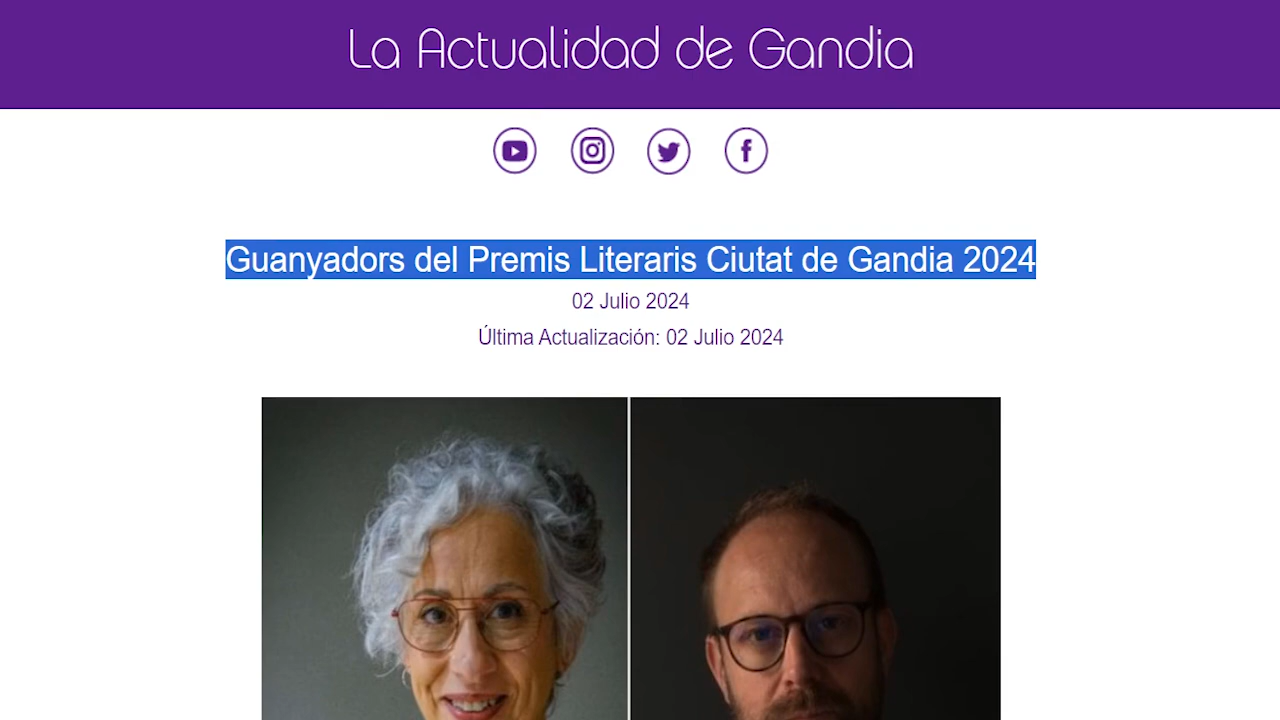 La Actualidad de Gandia
Guanyadors del Premis Literaris Ciutat de Gandia 2024
02 Julio 2024
Última Actualización: 02 Julio 2024